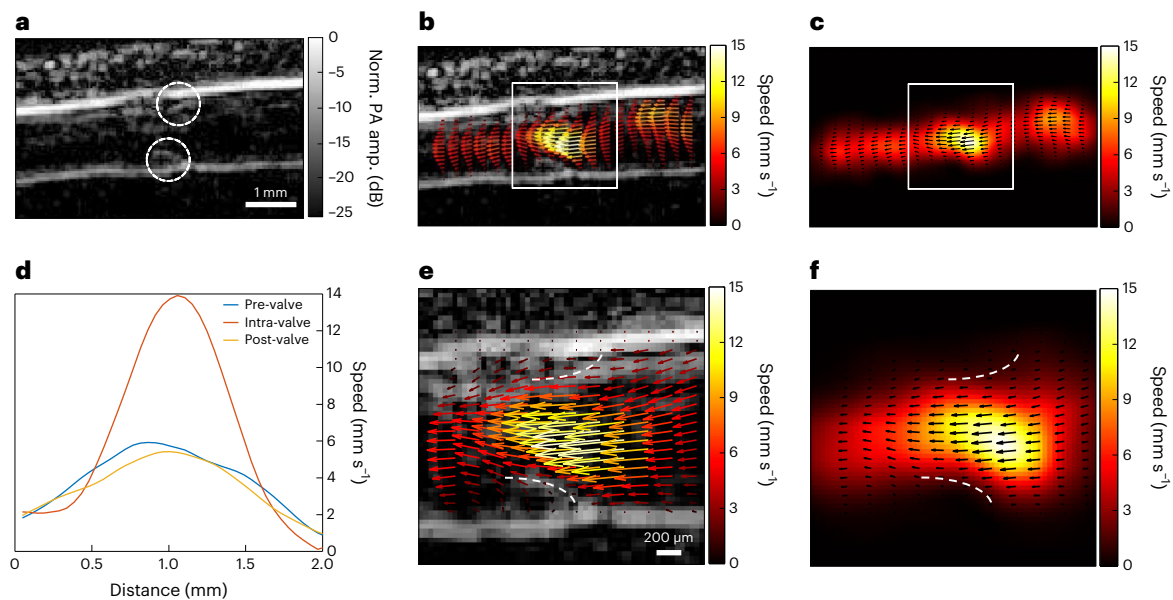 a
0
−5
−10
−15
−20
−25
Norm. PA amp. (dB)
1 mm
b
15
12
9
6
3
0
Speed (mm s⁻¹)
c
15
12
9
6
3
0
Speed (mm s⁻¹)
d
Pre-valve
Intra-valve
Post-valve
14
12
10
8
6
4
2
0
Speed (mm s⁻¹)
0
0.5
1.0
1.5
2.0
Distance (mm)
e
200 µm
15
12
9
6
3
0
Speed (mm s⁻¹)
f
15
12
9
6
3
0
Speed (mm s⁻¹)